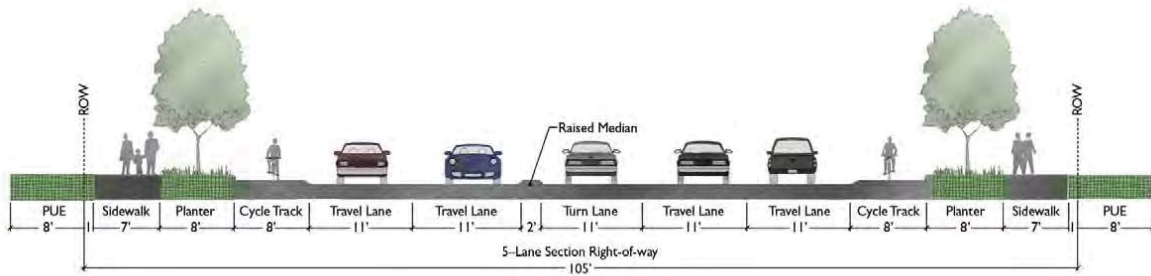 ROW
ROW
Raised Median
PUE Sidewalk Planter Cycle Track Travel Lane Travel Lane Turn Lane Travel Lane Travel Lane Cycle Track Planter Sidewalk PUE
8' 1 7' 8' 8' 11' 11' 2' 11' 11' 11' 8' 8' 7' 1 8'
5-Lane Section Right-of-way
105'